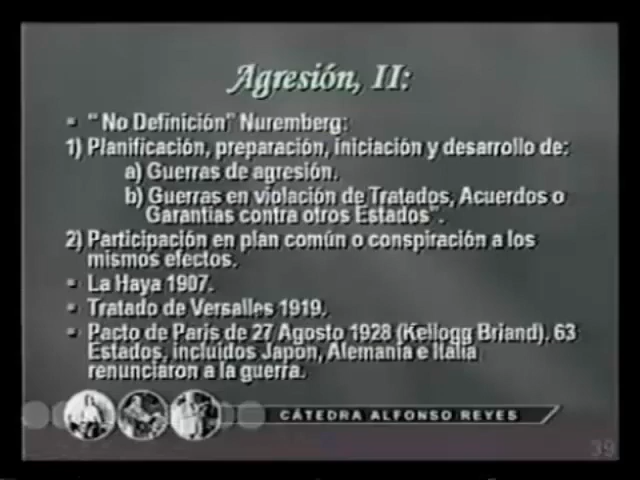 Agresión, II:
▪ "No Definición" Nuremberg:
1) Planificación, preparación, iniciación y desarrollo de:
a) Guerras de agresión.
b) Guerras en violación de Tratados, Acuerdos o
Garantias contra otros Estados".
2) Participación en plan común o conspiración a los
mismos efectos.
▪ La Haya 1907.
▪ Tratado de Versalles 1919.
▪ Pacto de Paris de 27 Agosto 1928 (Kellogg Briand). 63
Estados, incluidos Japon, Alemania e Italia
renunciaron a la guerra.
CÁTEDRA ALFONSO REYES
39